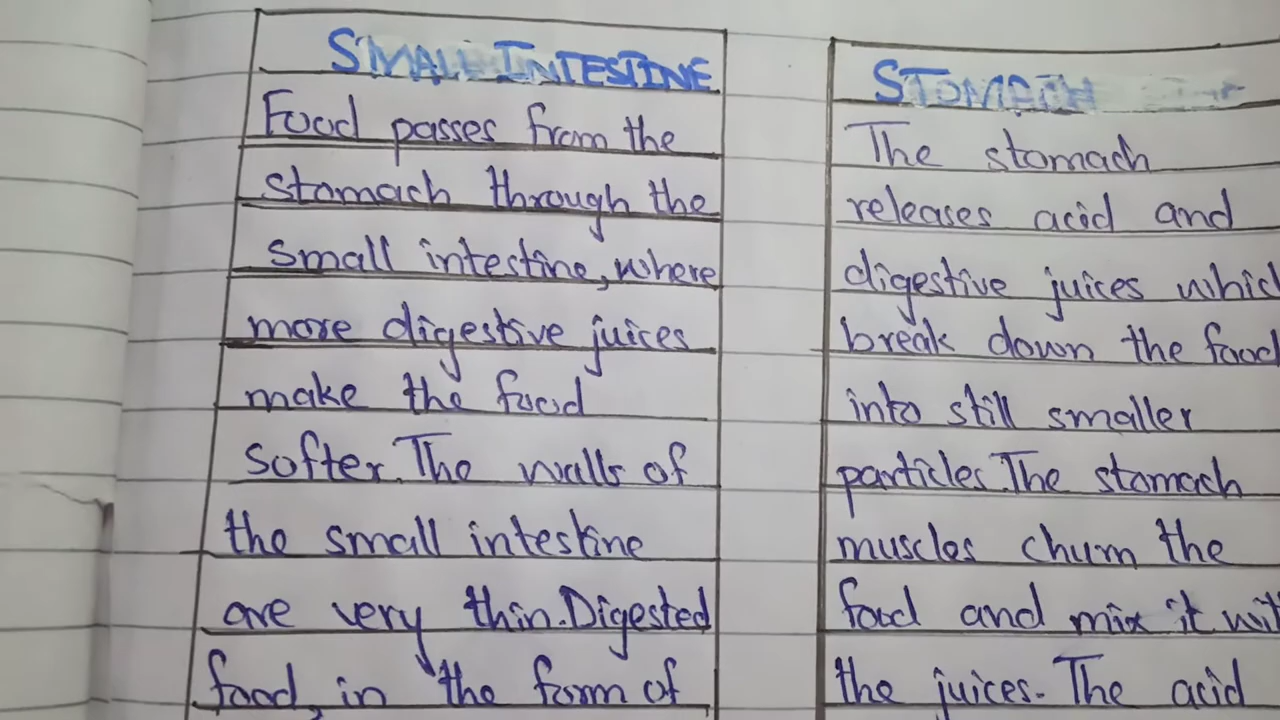 SMALL INTESTINE
Food passes from the
stomach through the
small intestine, where
more digestive juices
make the food
softer. The walls of
the small intestine
are very thin. Digested
food, in the form of
STOMACH
The stomach
releases acid and
digestive juices whic
break down the food
into still smaller
particles. The stomach
muscles churn the
food and mix it wit
the juices. The acid